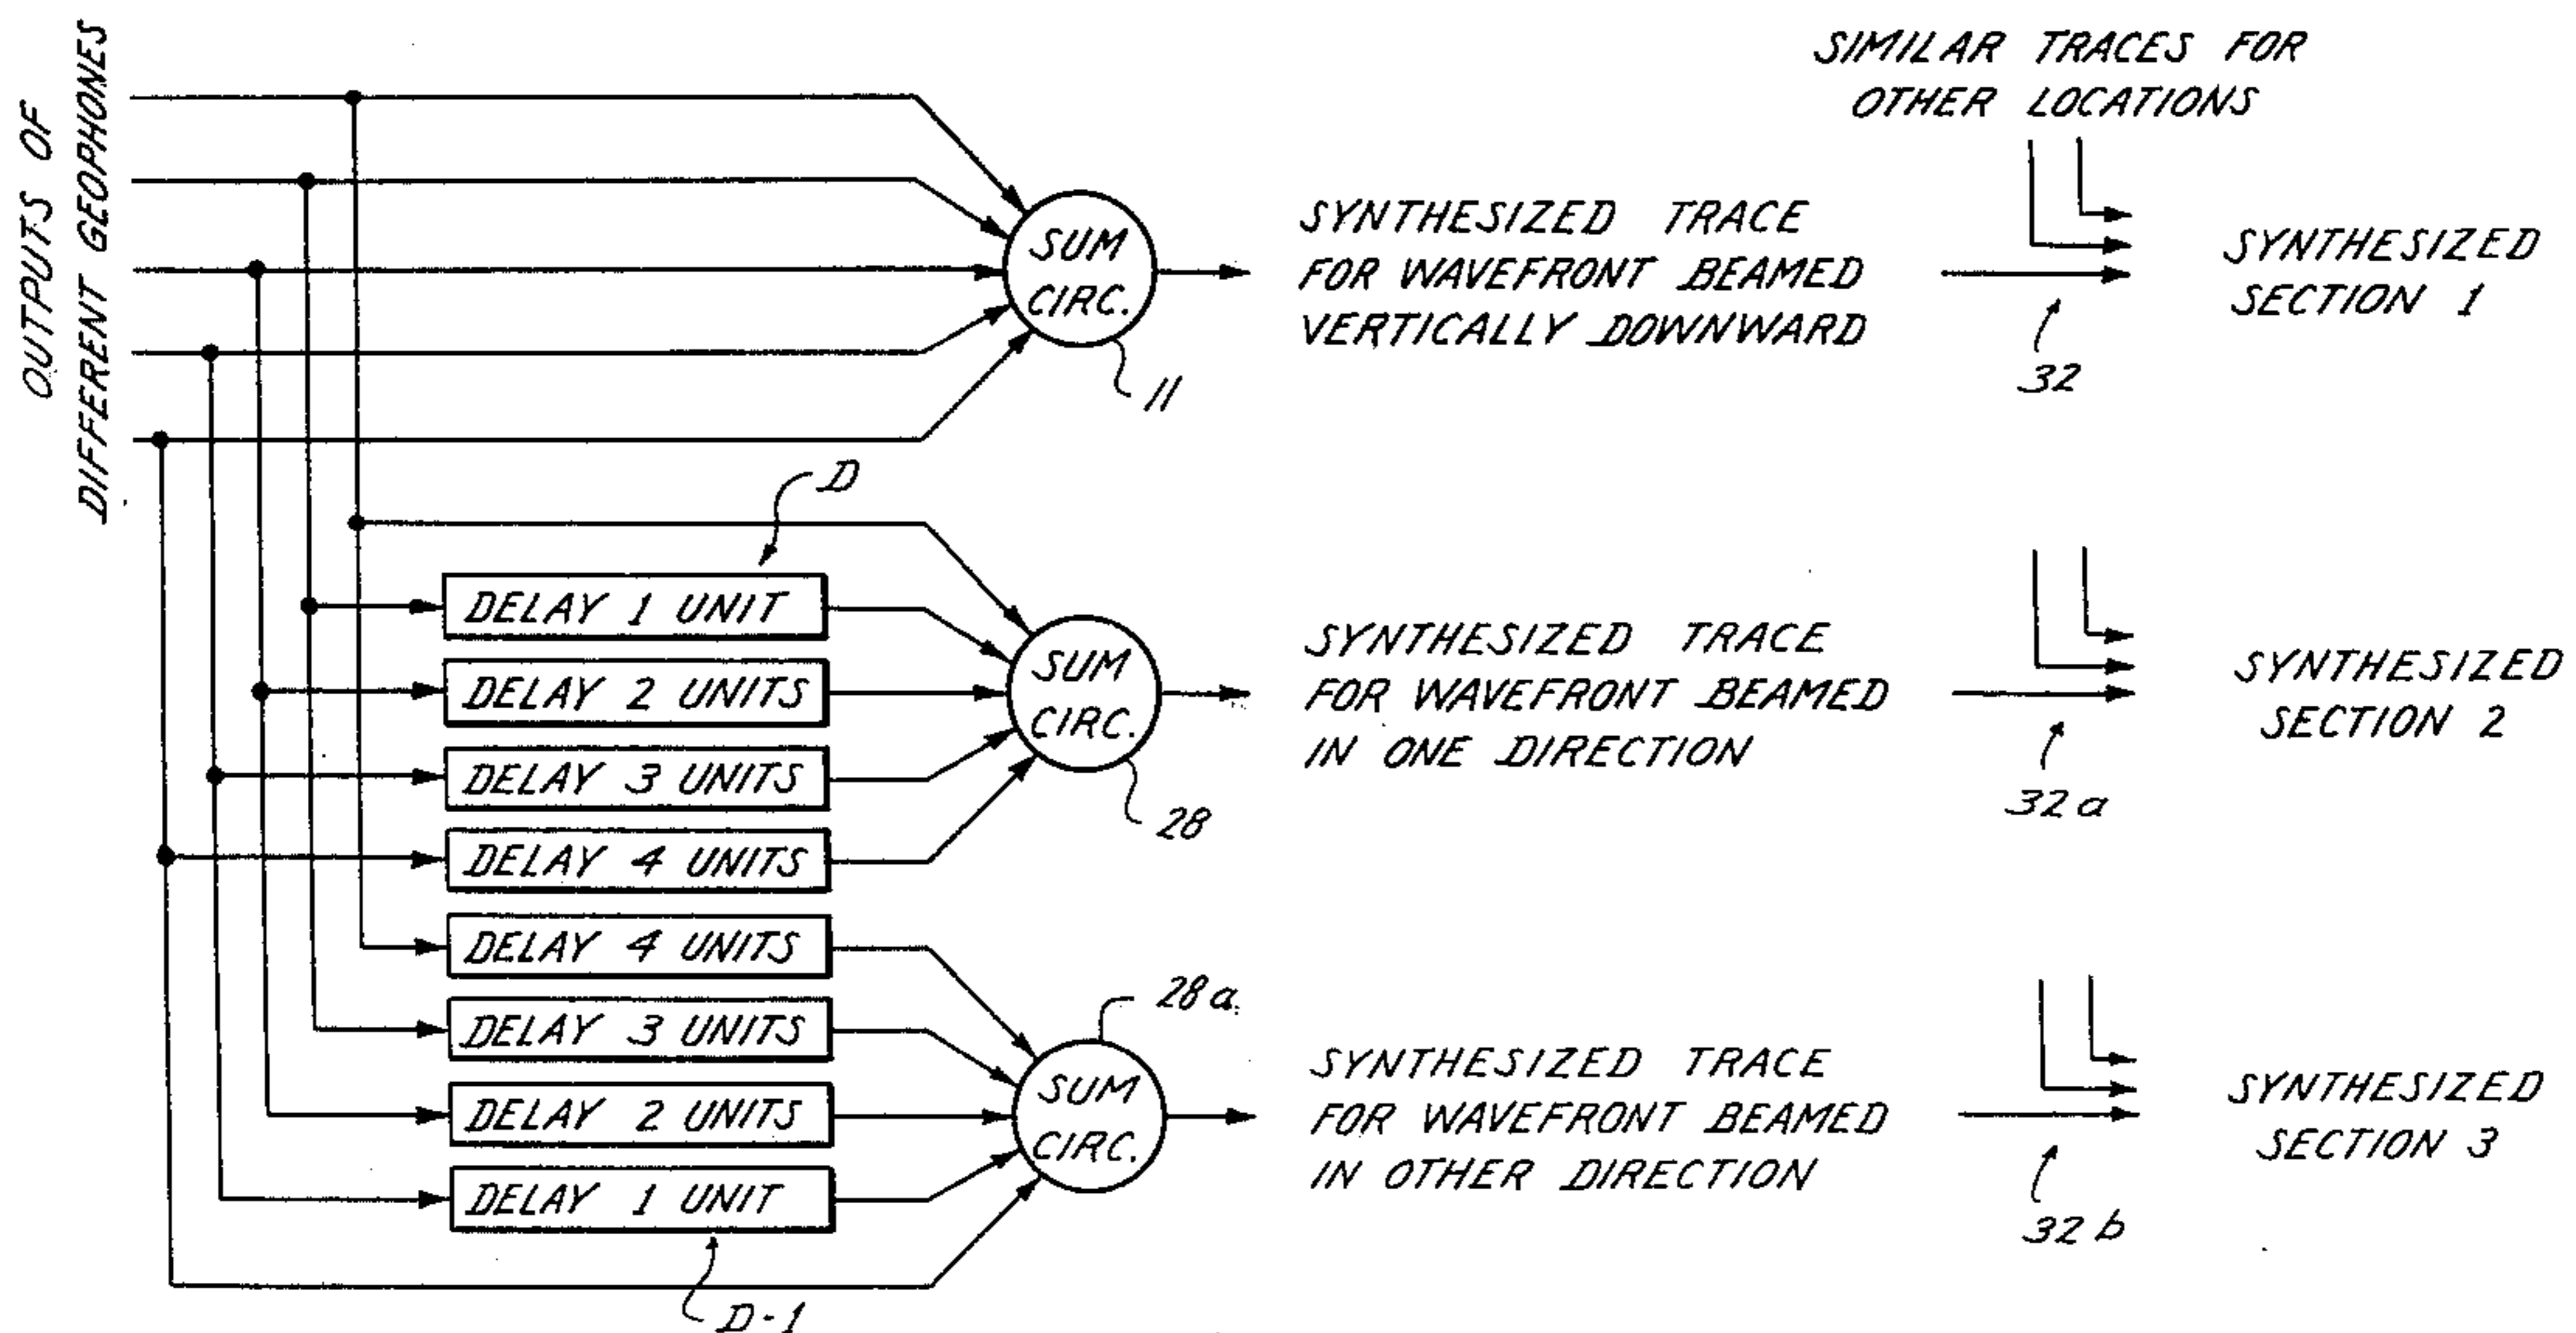 OUTPUTS OF
DIFFERENT GEOPHONES
SIMILAR TRACES FOR
OTHER LOCATIONS
SUM
CIRC.
11
SYNTHESIZED TRACE
FOR WAVEFRONT BEAMED
VERTICALLY DOWNWARD
32
SYNTHESIZED
SECTION 1
D
DELAY 1 UNIT
DELAY 2 UNITS
DELAY 3 UNITS
DELAY 4 UNITS
SUM
CIRC.
28
SYNTHESIZED TRACE
FOR WAVEFRONT BEAMED
IN ONE DIRECTION
32a
SYNTHESIZED
SECTION 2
DELAY 4 UNITS
DELAY 3 UNITS
DELAY 2 UNITS
DELAY 1 UNIT
D-1
28a
SUM
CIRC.
SYNTHESIZED TRACE
FOR WAVEFRONT BEAMED
IN OTHER DIRECTION
32b
SYNTHESIZED
SECTION 3